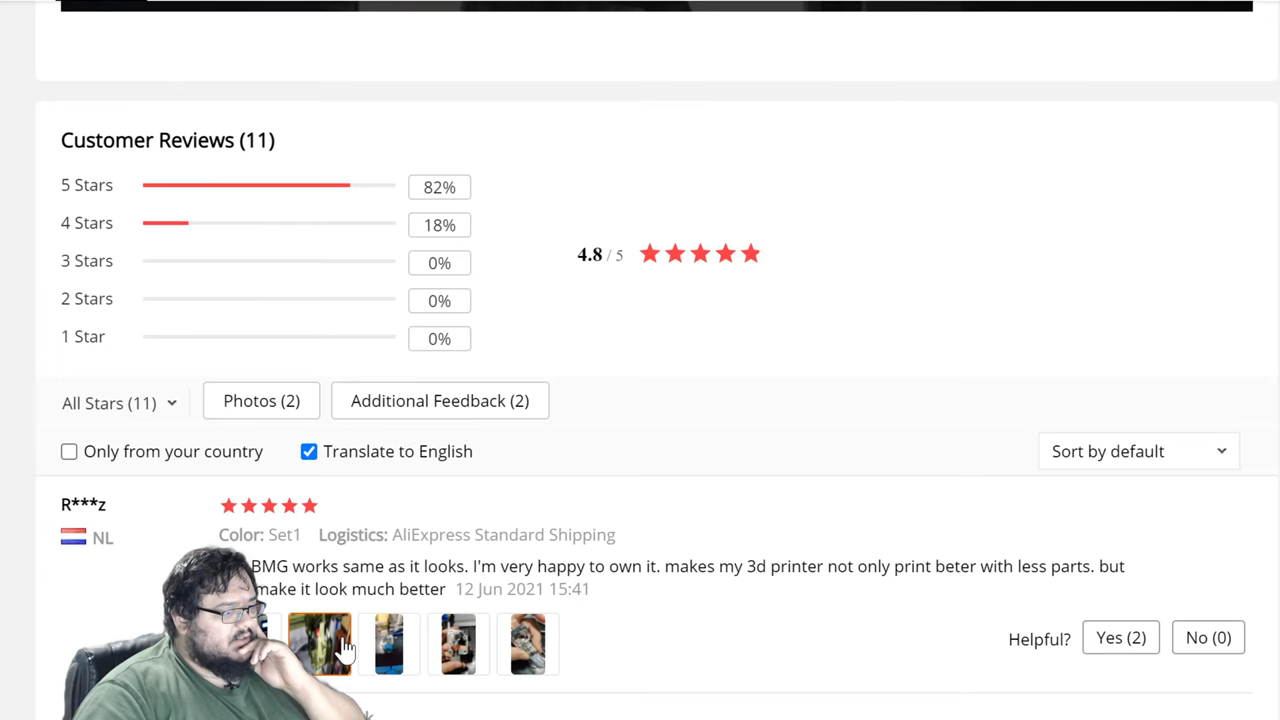 Customer Reviews (11)
5 Stars 82%
4 Stars 18%
3 Stars 0%
2 Stars 0%
1 Star 0%
4.8 / 5
All Stars (11) Photos (2) Additional Feedback (2)
Only from your country Translate to English Sort by default
R***z
NL
Color: Set1 Logistics: AliExpress Standard Shipping
BMG works same as it looks. I'm very happy to own it. makes my 3d printer not only print beter with less parts. but
make it look much better 12 Jun 2021 15:41
Helpful? Yes (2) No (0)